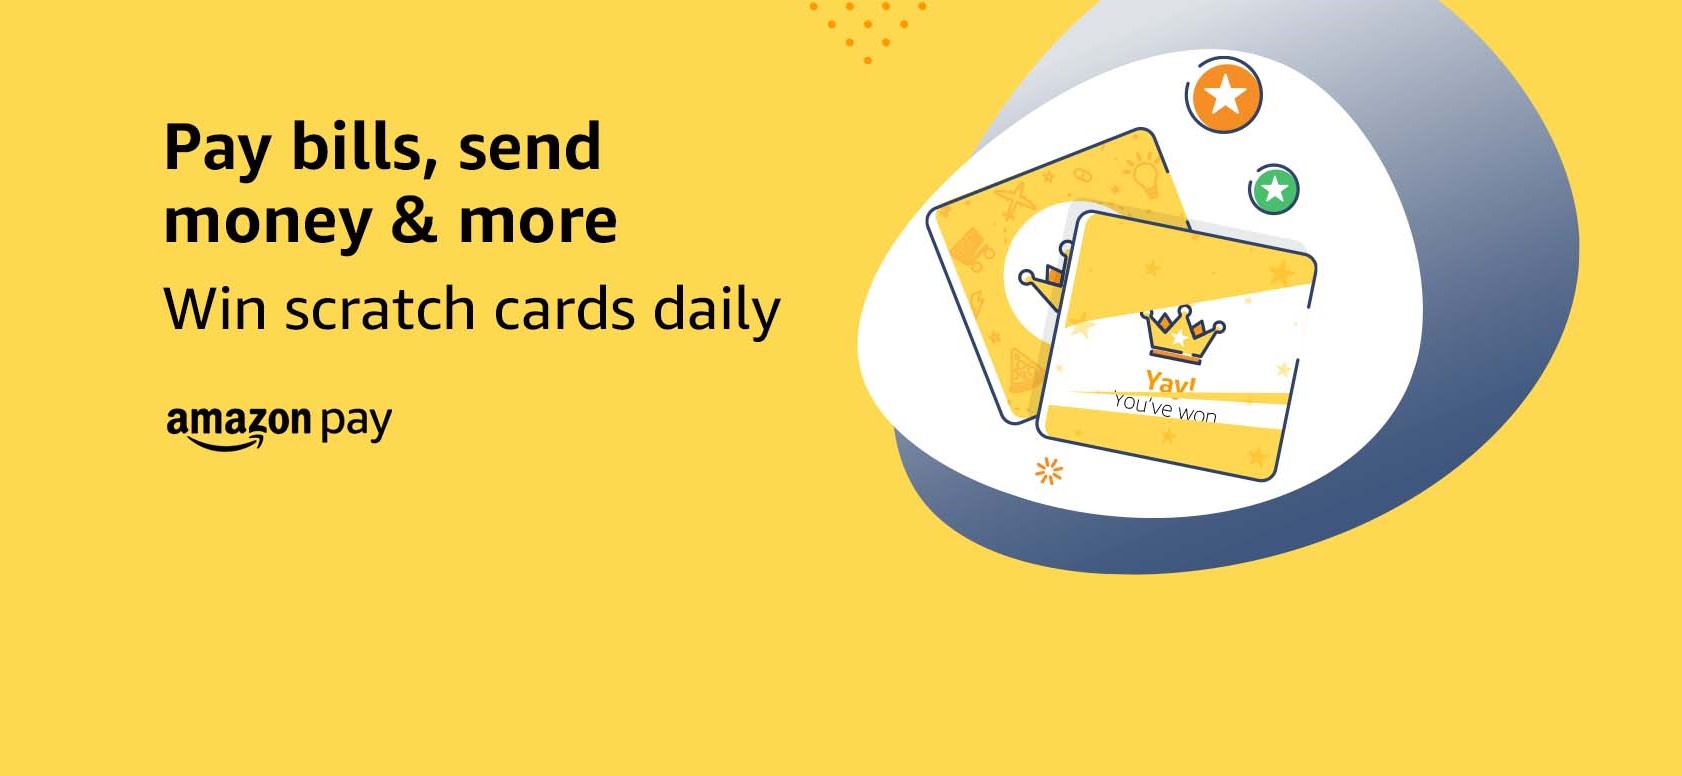 Pay bills, send
money & more
Win scratch cards daily
amazon pay
Yay!
You've won